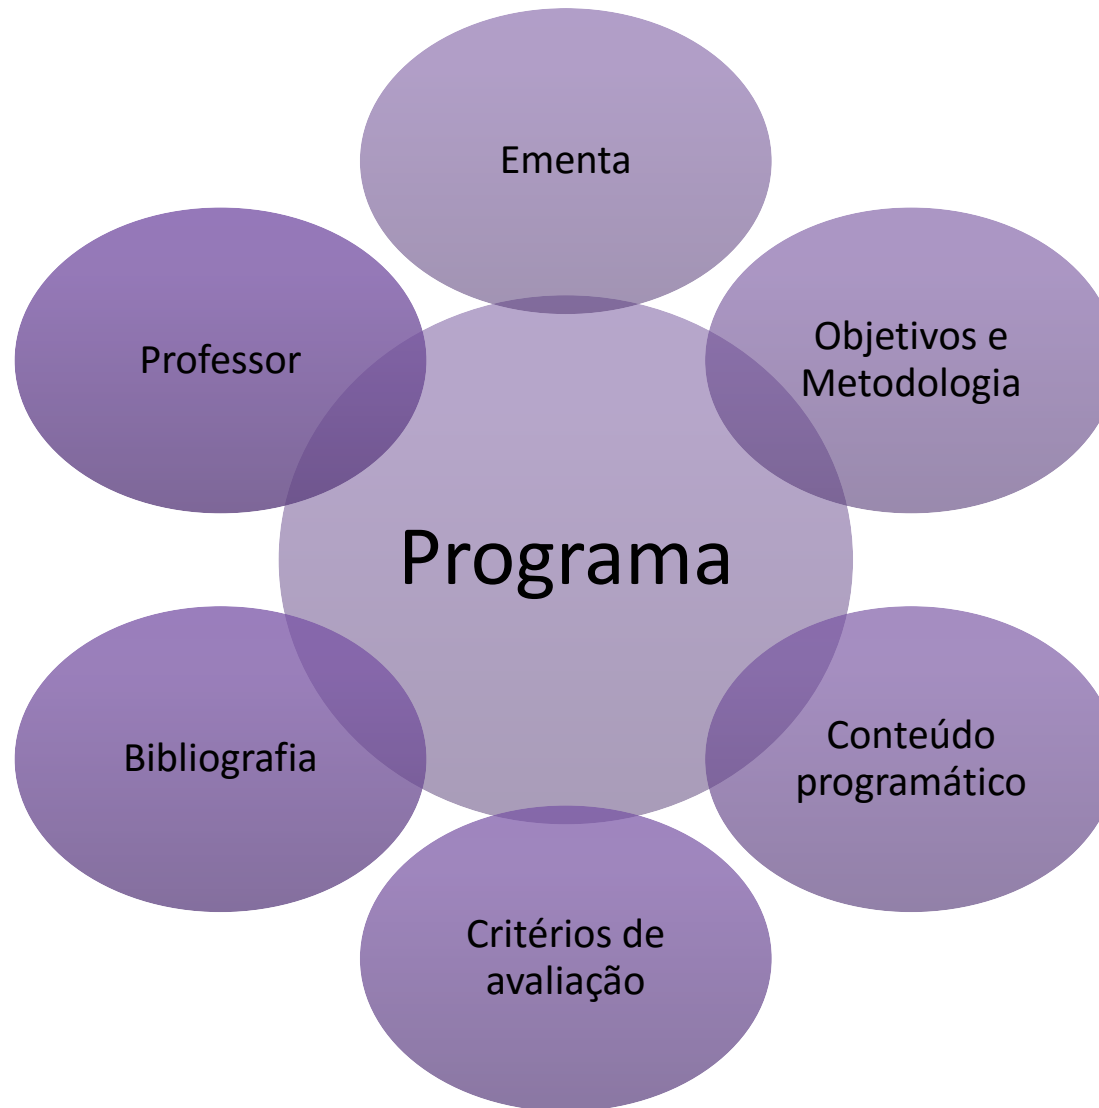 Ementa
Objetivos e
Metodologia
Professor
Programa
Conteúdo
programático
Bibliografia
Critérios de
avaliação